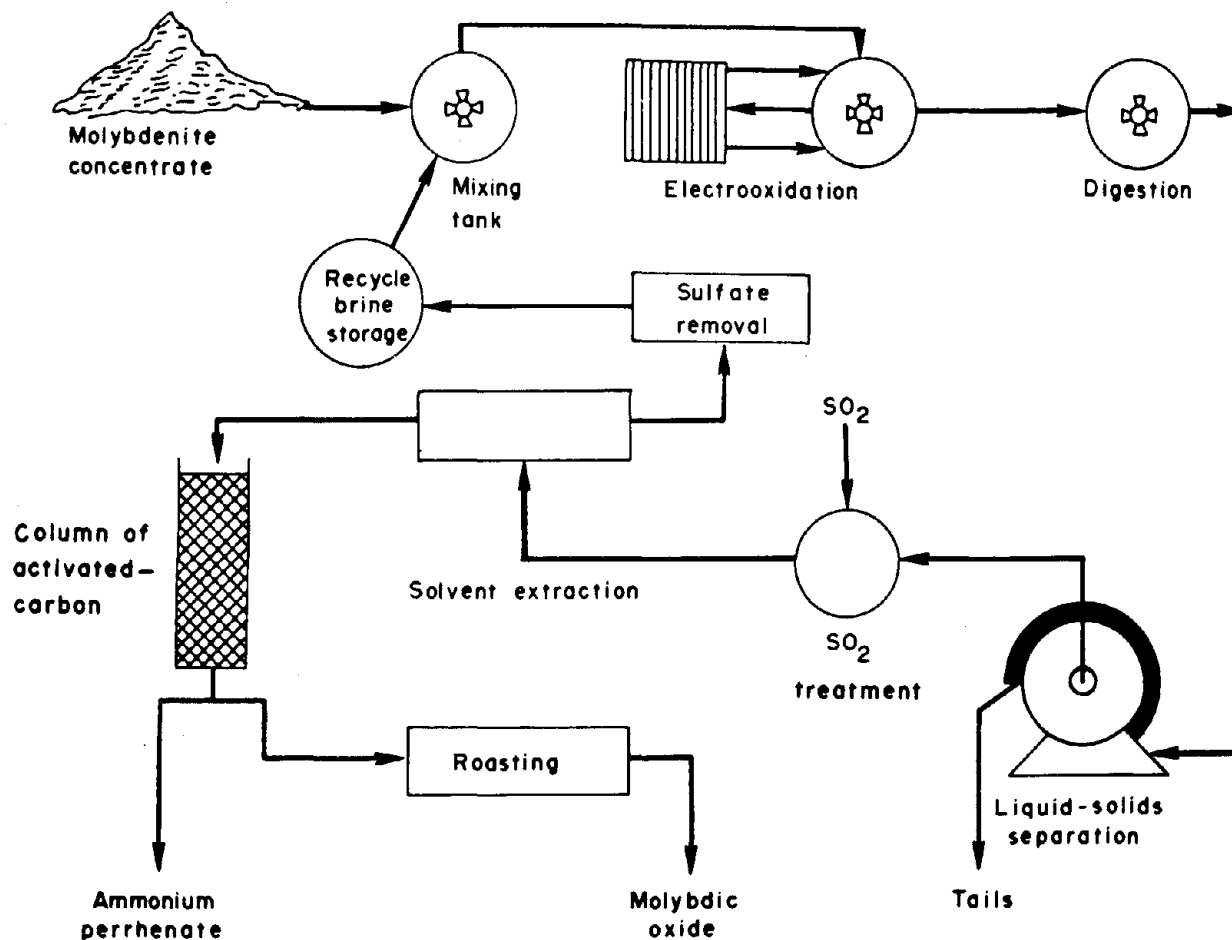 Molybdenite
concentrate
Mixing
tank
Electrooxidation
Digestion
Recycle
brine
storage
Sulfate
removal
SO2
Column of
activated-
carbon
Solvent extraction
SO2
treatment
Roasting
Liquid-solids
separation
Ammonium
perrhenate
Molybdic
oxide
Tails